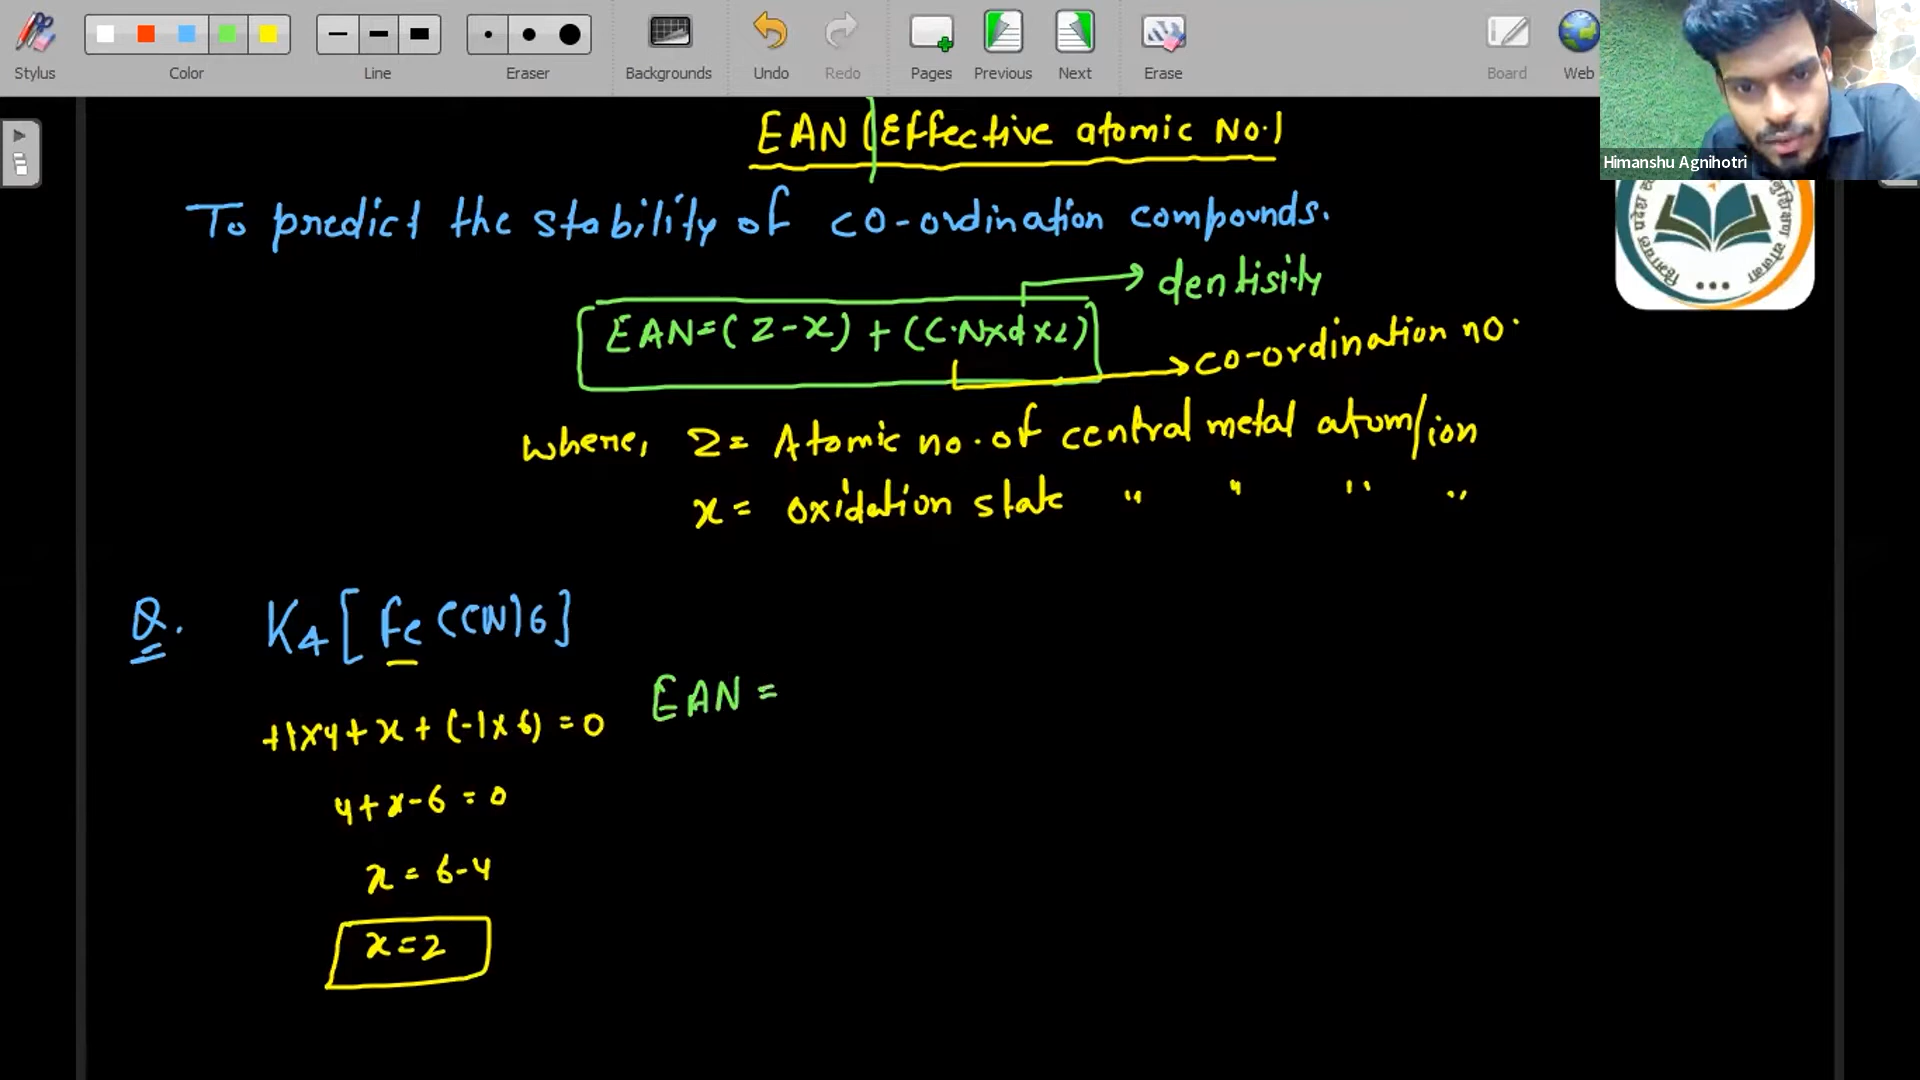 Stylus Color Line Eraser Backgrounds Undo Redo Pages Previous Next Erase Board Web
Himanshu Agnihotri
EAN (Effective atomic No.)
To predict the stability of co-ordination compounds.
dentisity
EAN=(Z-x) + (C.N×d×2)
co-ordination no.
where, Z= Atomic no. of central metal atom/ion
x= oxidation state " " " "
Q. K4[Fe(CN)6]
EAN =
+1×4+x+(-1×6)=0
4+x-6=0
x=6-4
x=2